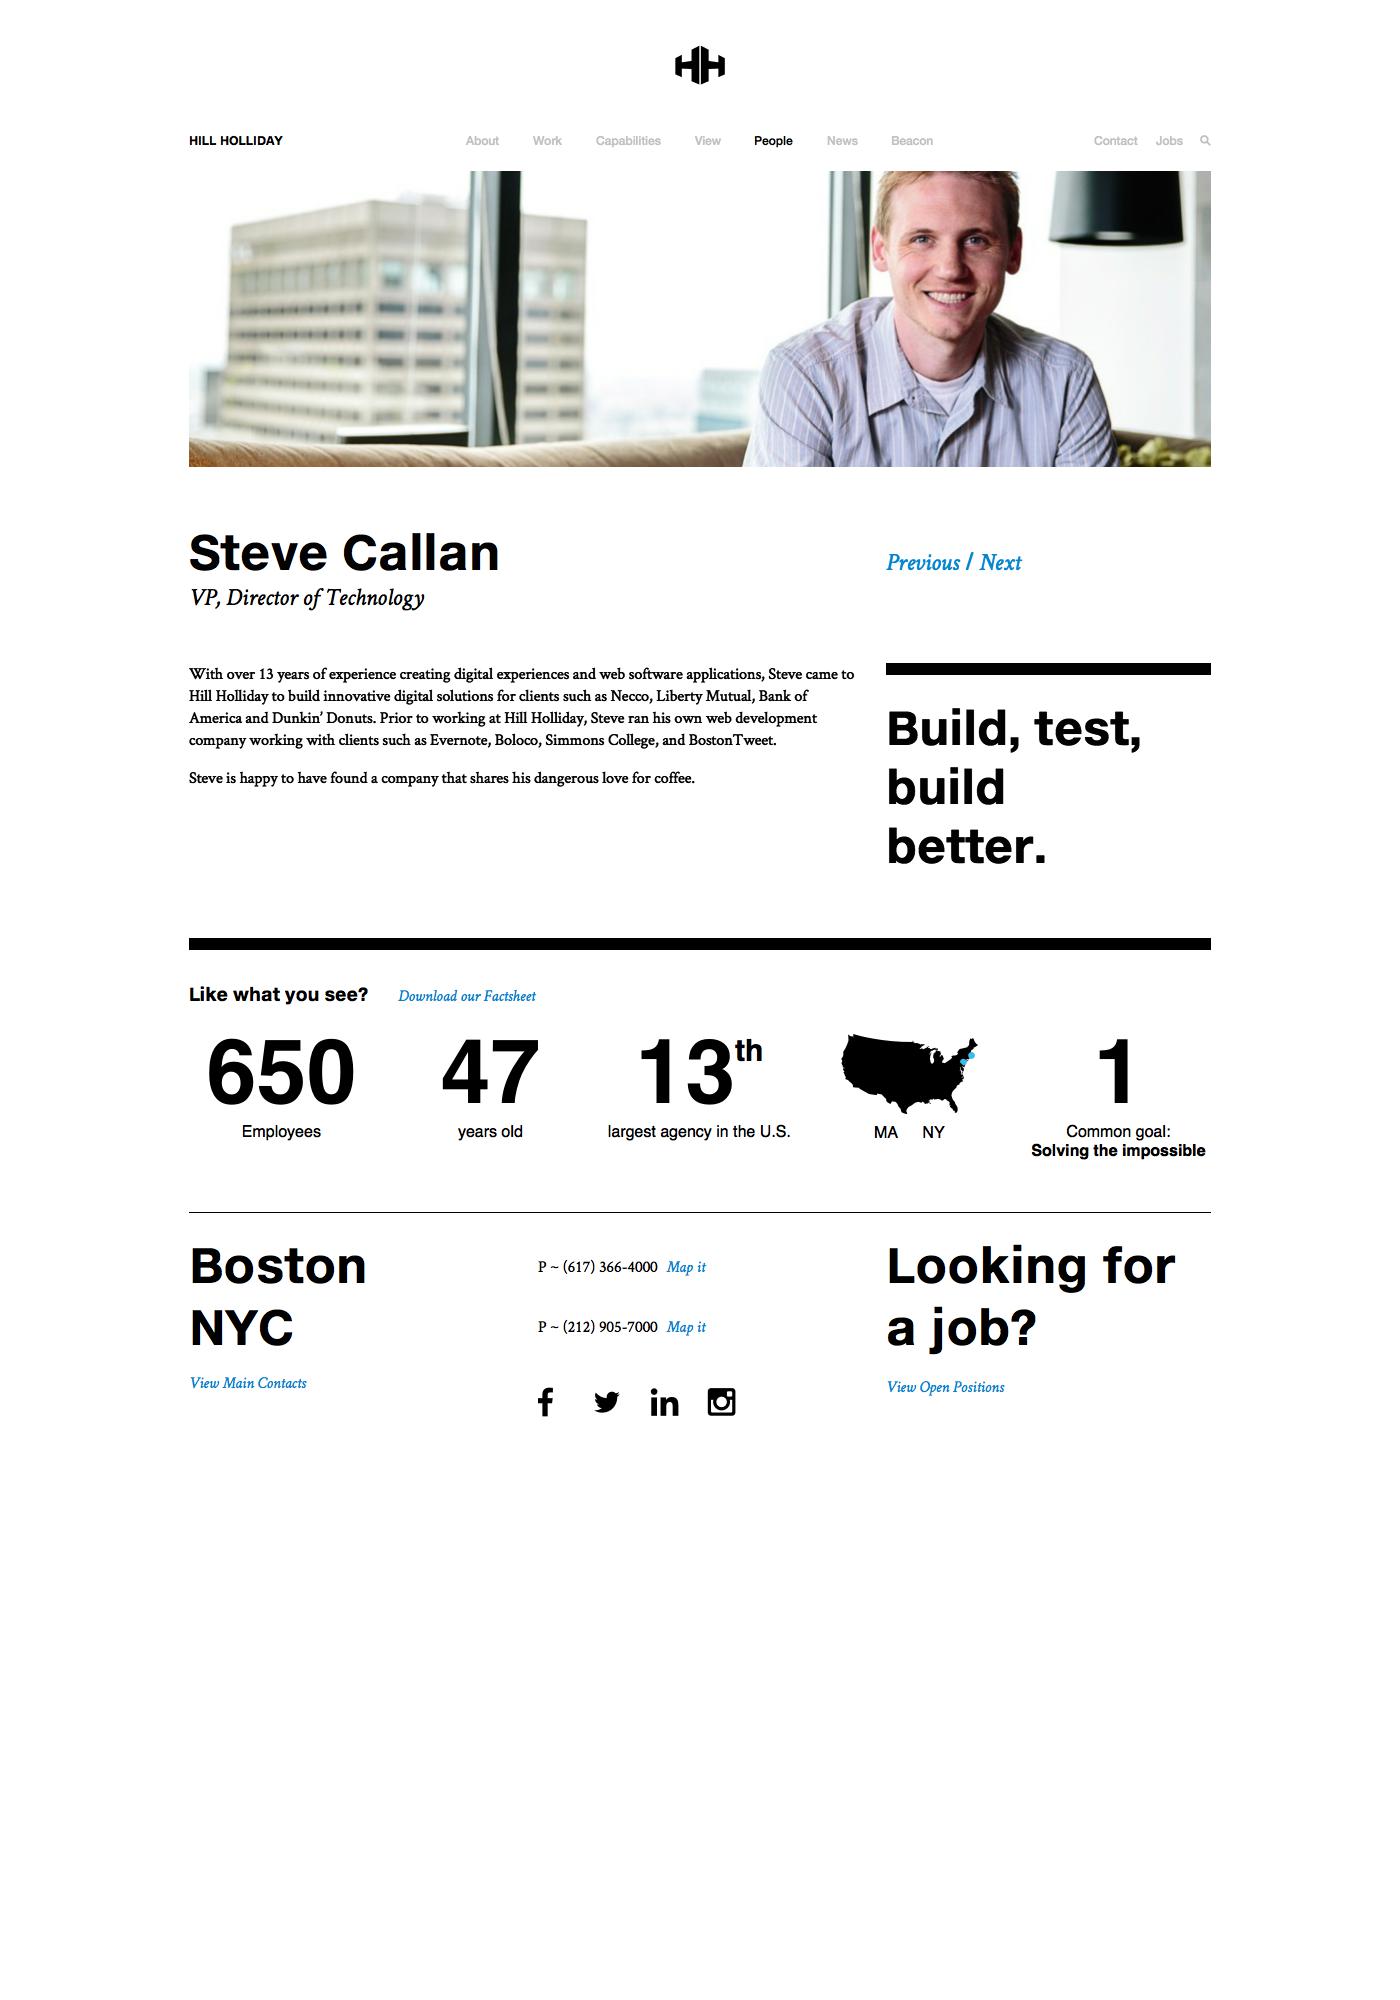 HILL HOLLIDAY
About Work Capabilities View People News Beacon
Contact Jobs
Steve Callan
VP, Director of Technology
Previous / Next
With over 13 years of experience creating digital experiences and web software applications, Steve came to
Hill Holliday to build innovative digital solutions for clients such as Necco, Liberty Mutual, Bank of
America and Dunkin’ Donuts. Prior to working at Hill Holliday, Steve ran his own web development
company working with clients such as Evernote, Boloco, Simmons College, and BostonTweet.
Steve is happy to have found a company that shares his dangerous love for coffee.
Build, test,
build
better.
Like what you see? Download our Factsheet
650
Employees
47
years old
13th
largest agency in the U.S.
MA NY
1
Common goal:
Solving the impossible
Boston
NYC
View Main Contacts
P ~ (617) 366-4000 Map it
P ~ (212) 905-7000 Map it
Looking for
a job?
View Open Positions